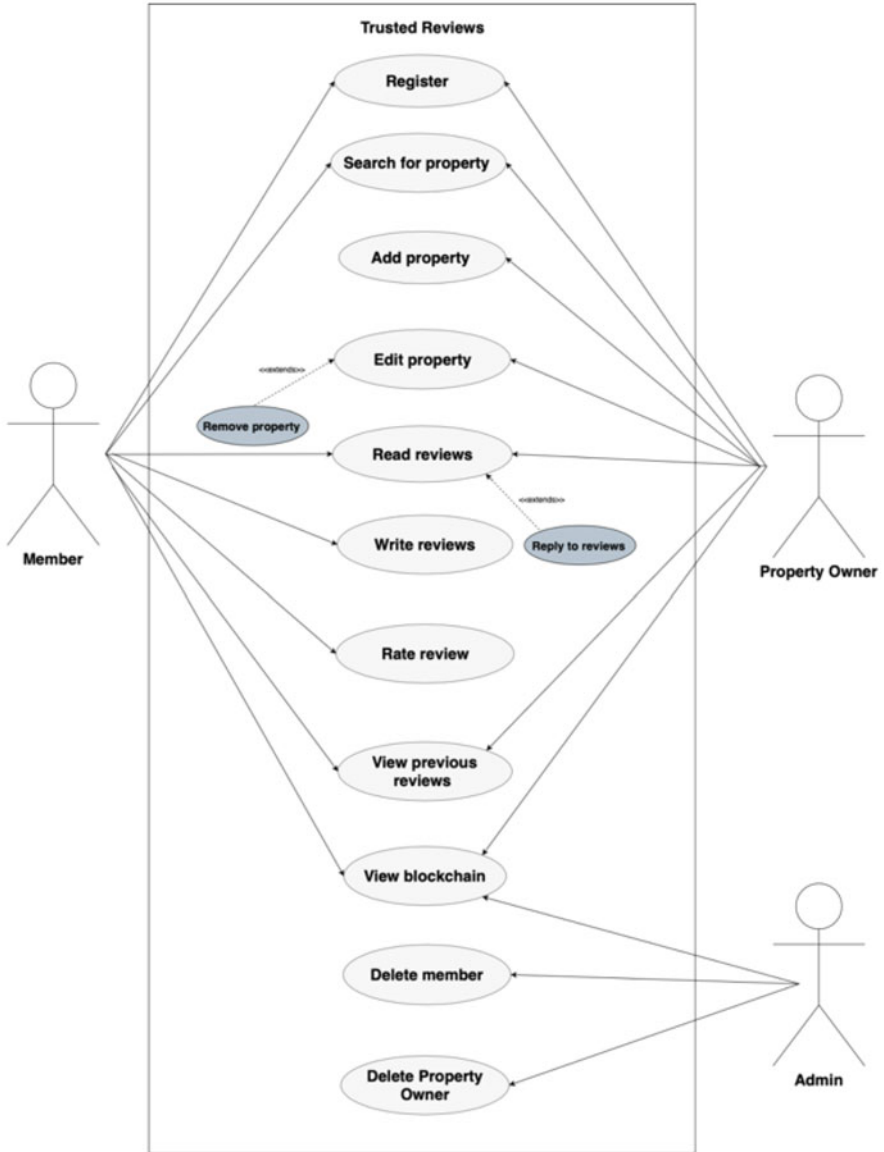 Trusted Reviews
Register
Search for property
Add property
Edit property
<<extends>>
Remove property
Read reviews
<<extends>>
Write reviews
Reply to reviews
Member
Property Owner
Rate review
View previous
reviews
View blockchain
Delete member
Delete Property
Owner
Admin